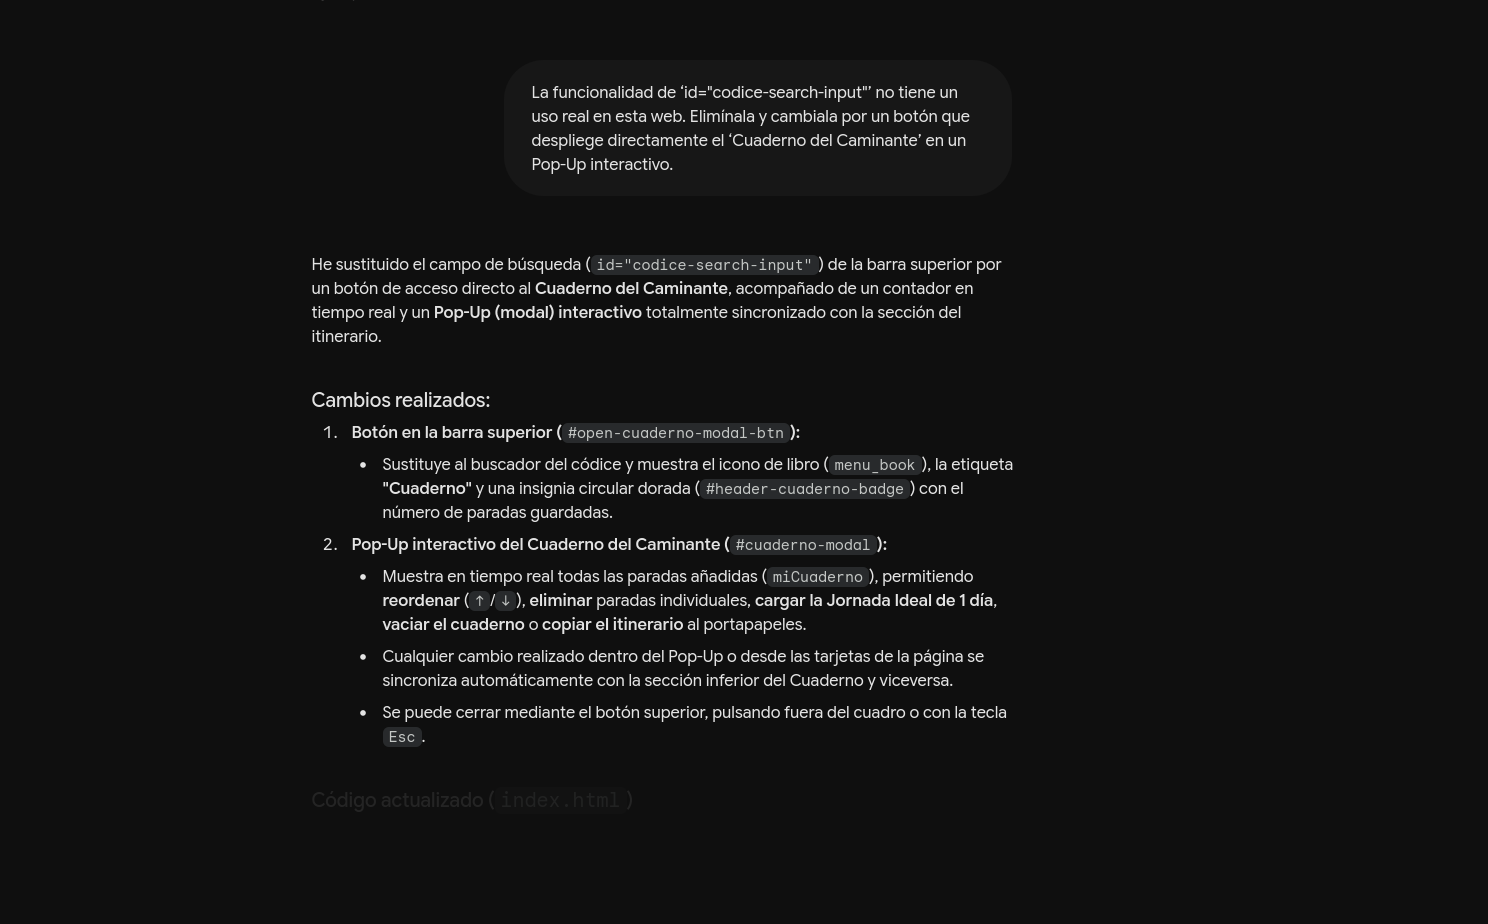 La funcionalidad de ‘id="codice-search-input"’ no tiene un
uso real en esta web. Elimínala y cambiala por un botón que
despliege directamente el ‘Cuaderno del Caminante’ en un
Pop-Up interactivo.
He sustituido el campo de búsqueda (id="codice-search-input") de la barra superior por
un botón de acceso directo al Cuaderno del Caminante, acompañado de un contador en
tiempo real y un Pop-Up (modal) interactivo totalmente sincronizado con la sección del
itinerario.
Cambios realizados:
1. Botón en la barra superior (#open-cuaderno-modal-btn):
• Sustituye al buscador del códice y muestra el icono de libro (menu_book), la etiqueta
"Cuaderno" y una insignia circular dorada (#header-cuaderno-badge) con el
número de paradas guardadas.
2. Pop-Up interactivo del Cuaderno del Caminante (#cuaderno-modal):
• Muestra en tiempo real todas las paradas añadidas (miCuaderno), permitiendo
reordenar (↑/↓), eliminar paradas individuales, cargar la Jornada Ideal de 1 día,
vaciar el cuaderno o copiar el itinerario al portapapeles.
• Cualquier cambio realizado dentro del Pop-Up o desde las tarjetas de la página se
sincroniza automáticamente con la sección inferior del Cuaderno y viceversa.
• Se puede cerrar mediante el botón superior, pulsando fuera del cuadro o con la tecla
Esc.
Código actualizado (index.html)